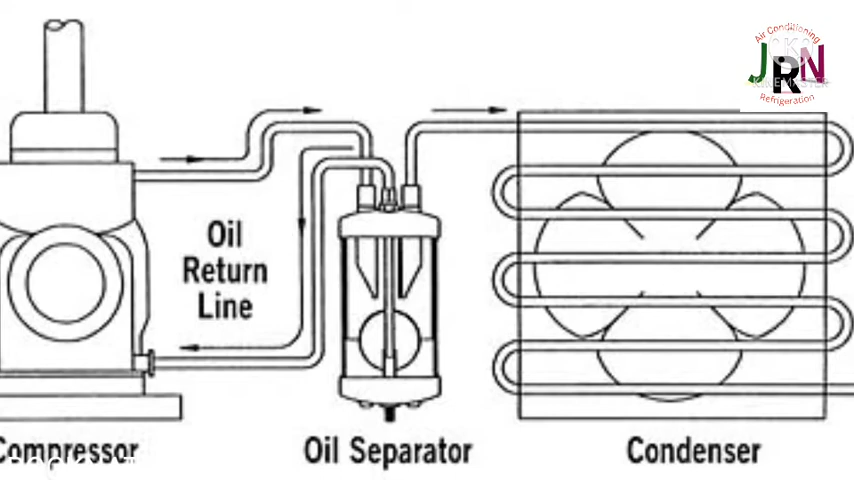 Air Conditioning
JRN
Refrigeration
Oil
Return
Line
Compressor
Oil Separator
Condenser